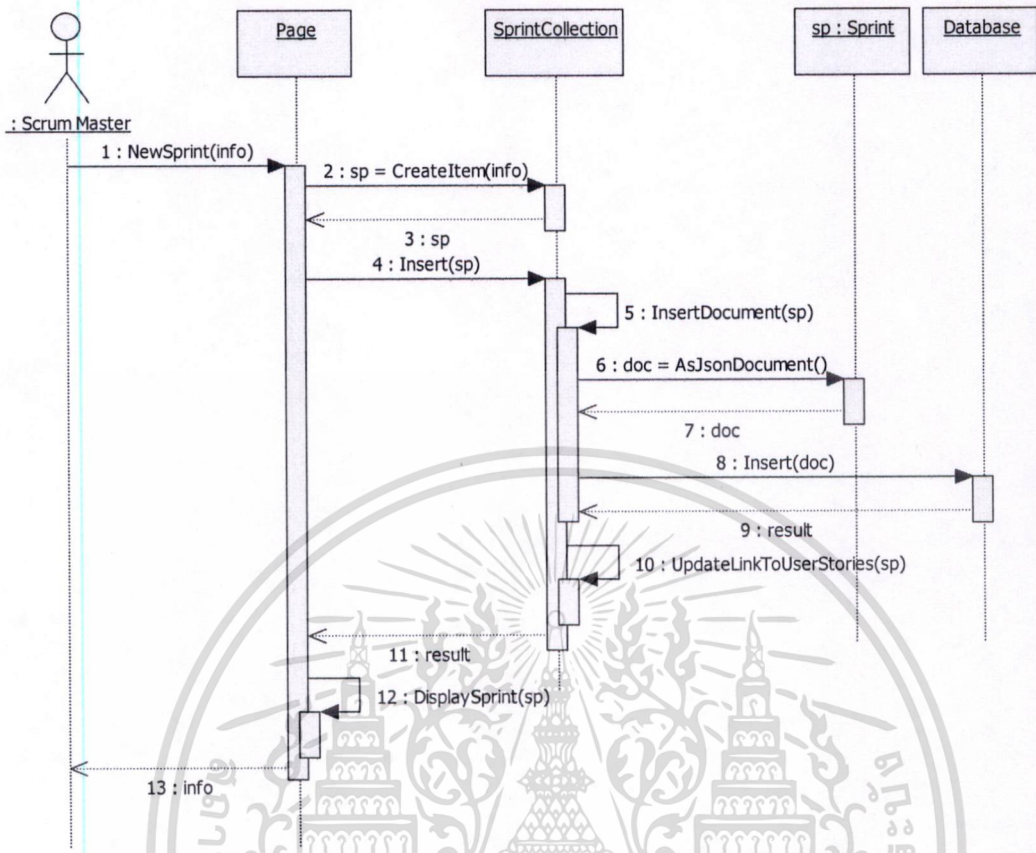 Page
SprintCollection
sp : Sprint
Database
: Scrum Master
1 : NewSprint(info)
2 : sp = CreateItem(info)
3 : sp
4 : Insert(sp)
5 : InsertDocument(sp)
6 : doc = AsJsonDocument()
7 : doc
8 : Insert(doc)
9 : result
10 : UpdateLinkToUserStories(sp)
11 : result
12 : DisplaySprint(sp)
13 : info